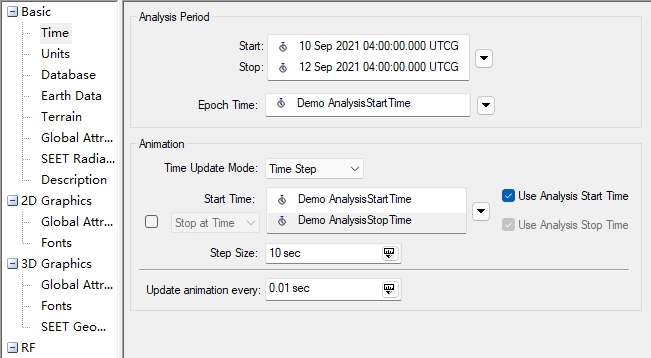 Basic
Time
Units
Database
Earth Data
Terrain
Global Attr...
SEET Radia...
Description
2D Graphics
Global Attr...
Fonts
3D Graphics
Global Attr...
Fonts
SEET Geo...
RF
Analysis Period
Start: 10 Sep 2021 04:00:00.000 UTCG
Stop: 12 Sep 2021 04:00:00.000 UTCG
Epoch Time: Demo AnalysisStartTime
Animation
Time Update Mode: Time Step
Start Time: Demo AnalysisStartTime Use Analysis Start Time
Stop at Time Demo AnalysisStopTime Use Analysis Stop Time
Step Size: 10 sec
Update animation every: 0.01 sec